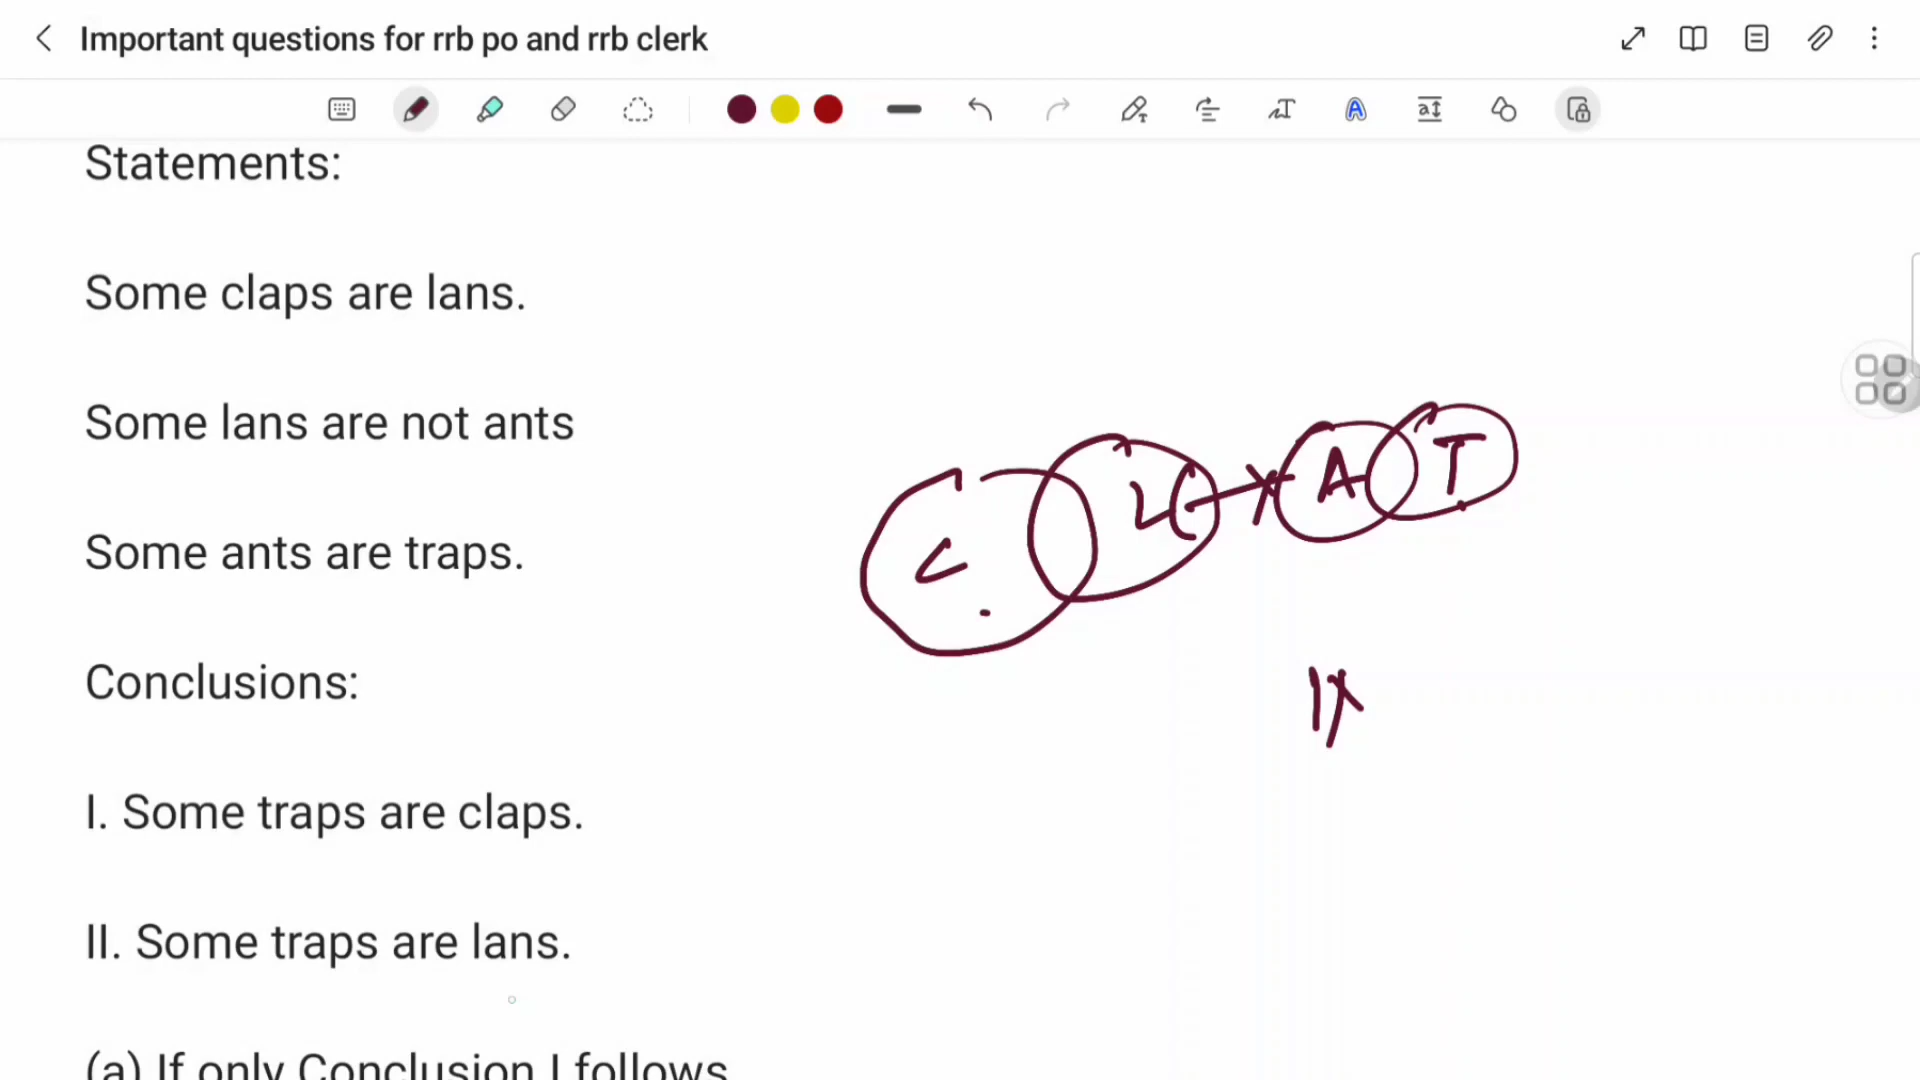 Important questions for rrb po and rrb clerk
Statements:
Some claps are lans.
Some lans are not ants
Some ants are traps.
Conclusions:
I. Some traps are claps.
II. Some traps are lans.
(a) If only Conclusion I follows
C L A T
IX